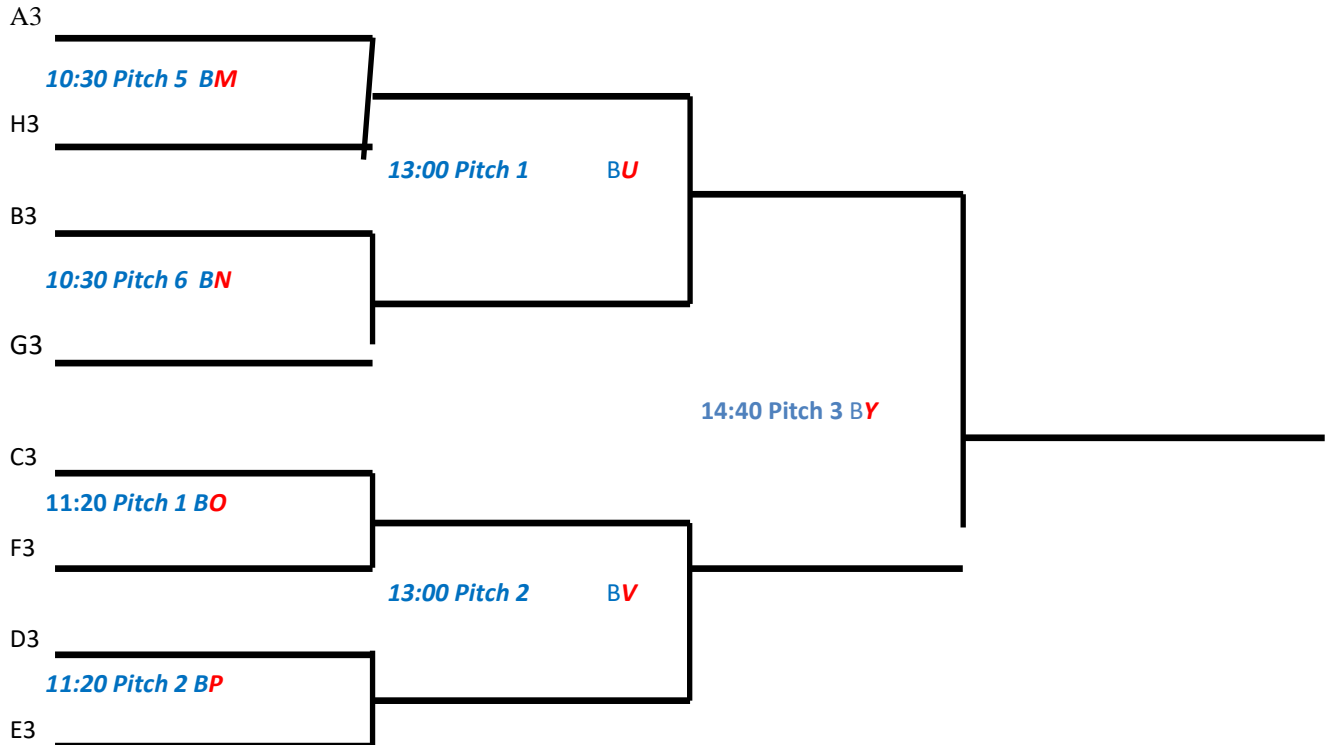 A3
10:30 Pitch 5 BM
H3
13:00 Pitch 1 BU
B3
10:30 Pitch 6 BN
G3
14:40 Pitch 3 BY
C3
11:20 Pitch 1 BO
F3
13:00 Pitch 2 BV
D3
11:20 Pitch 2 BP
E3